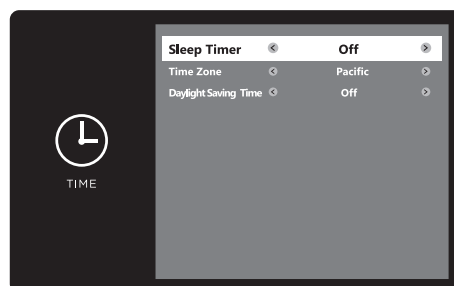 Sleep Timer Off
Time Zone Pacific
Daylight Saving Time Off
TIME